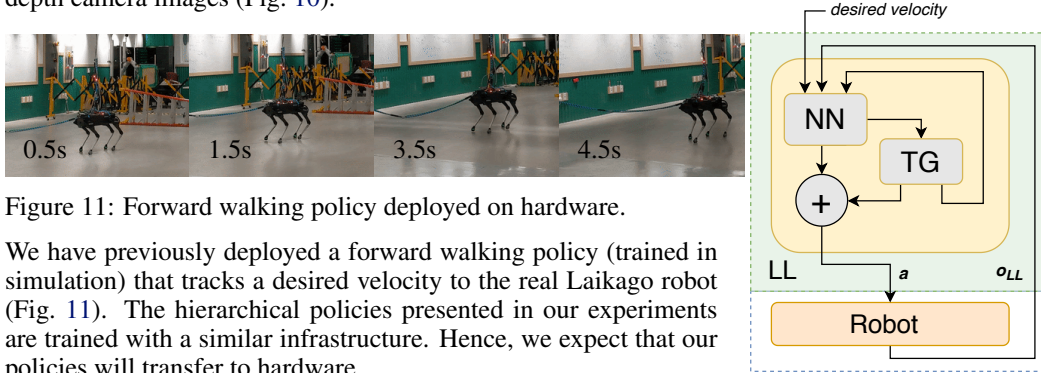 depth camera images (Fig. 10).
0.5s
1.5s
3.5s
4.5s
Figure 11: Forward walking policy deployed on hardware.
We have previously deployed a forward walking policy (trained in
simulation) that tracks a desired velocity to the real Laikago robot
(Fig. 11). The hierarchical policies presented in our experiments
are trained with a similar infrastructure. Hence, we expect that our
policies will transfer to hardware.
desired velocity
NN
TG
+
LL
a
oLL
Robot